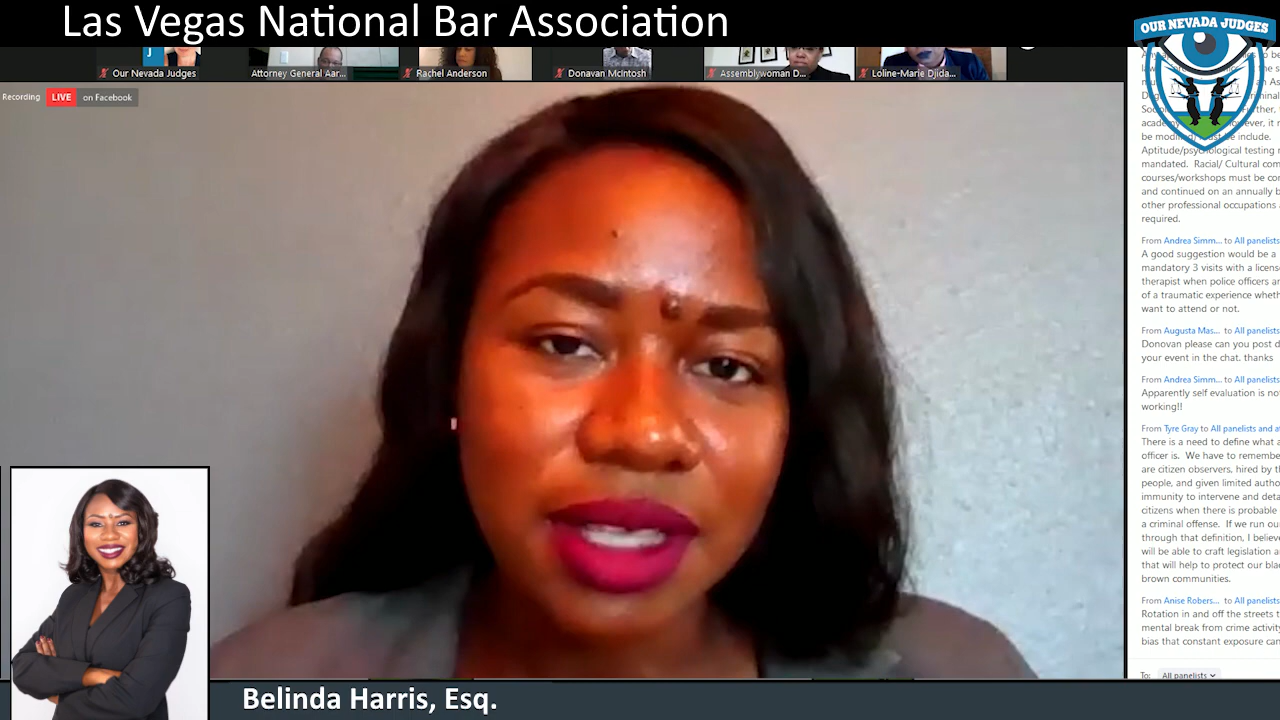 Las Vegas National Bar Association
OUR NEVADA JUDGES
Our Nevada Judges
Attorney General Aar...
Rachel Anderson
Donavan McIntosh
Assemblywoman D...
Loline-Marie Djida...
Recording
LIVE on Facebook
be modified, must be include.
Aptitude/psychological testing
mandated. Racial/ Cultural com
courses/workshops must be con
and continued on an annually b
other professional occupations
required.
From Andrea Simm... to All panelists
A good suggestion would be a
mandatory 3 visits with a licens
therapist when police officers ar
of a traumatic experience wheth
want to attend or not.
From Augusta Mas... to All panelists
Donovan please can you post d
your event in the chat. thanks
From Andrea Simm... to All panelists
Apparently self evaluation is no
working!!
From Tyre Gray to All panelists and a
There is a need to define what a
officer is. We have to remembe
are citizen observers, hired by th
people, and given limited autho
immunity to intervene and deta
citizens when there is probable
a criminal offense. If we run ou
through that definition, I believe
will be able to craft legislation a
that will help to protect our bla
brown communities.
From Anise Robers... to All panelists
Rotation in and off the streets t
mental break from crime activity
bias that constant exposure can
To: All panelists
Belinda Harris, Esq.